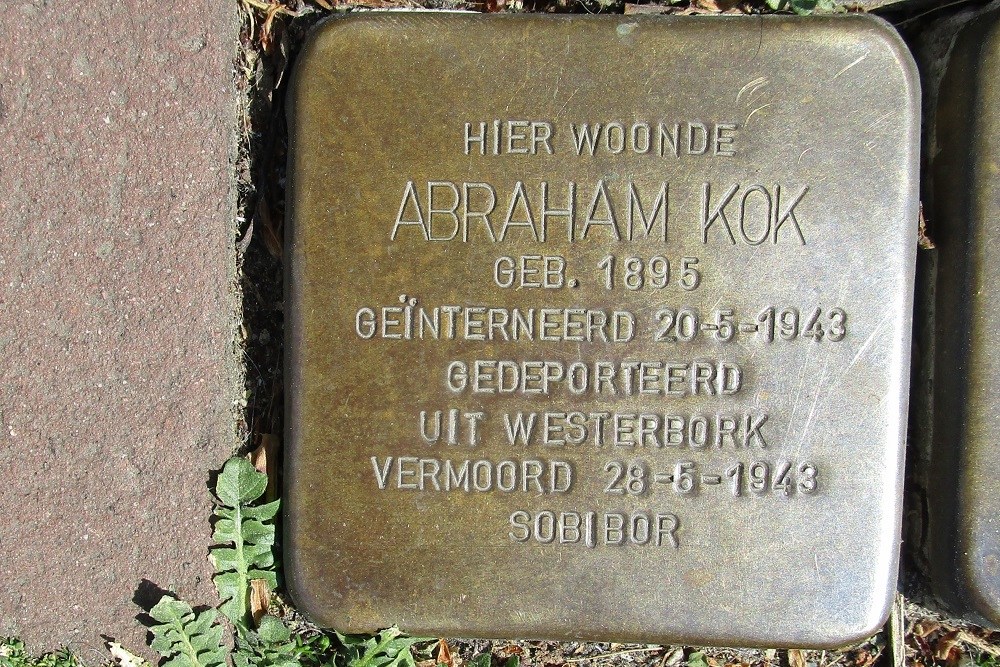 HIER WOONDE
ABRAHAM KOK
GEB. 1895
GEÏNTERNEERD 20-5-1943
GEDEPORTEERD
UIT WESTERBORK
VERMOORD 28-5-1943
SOBIBOR